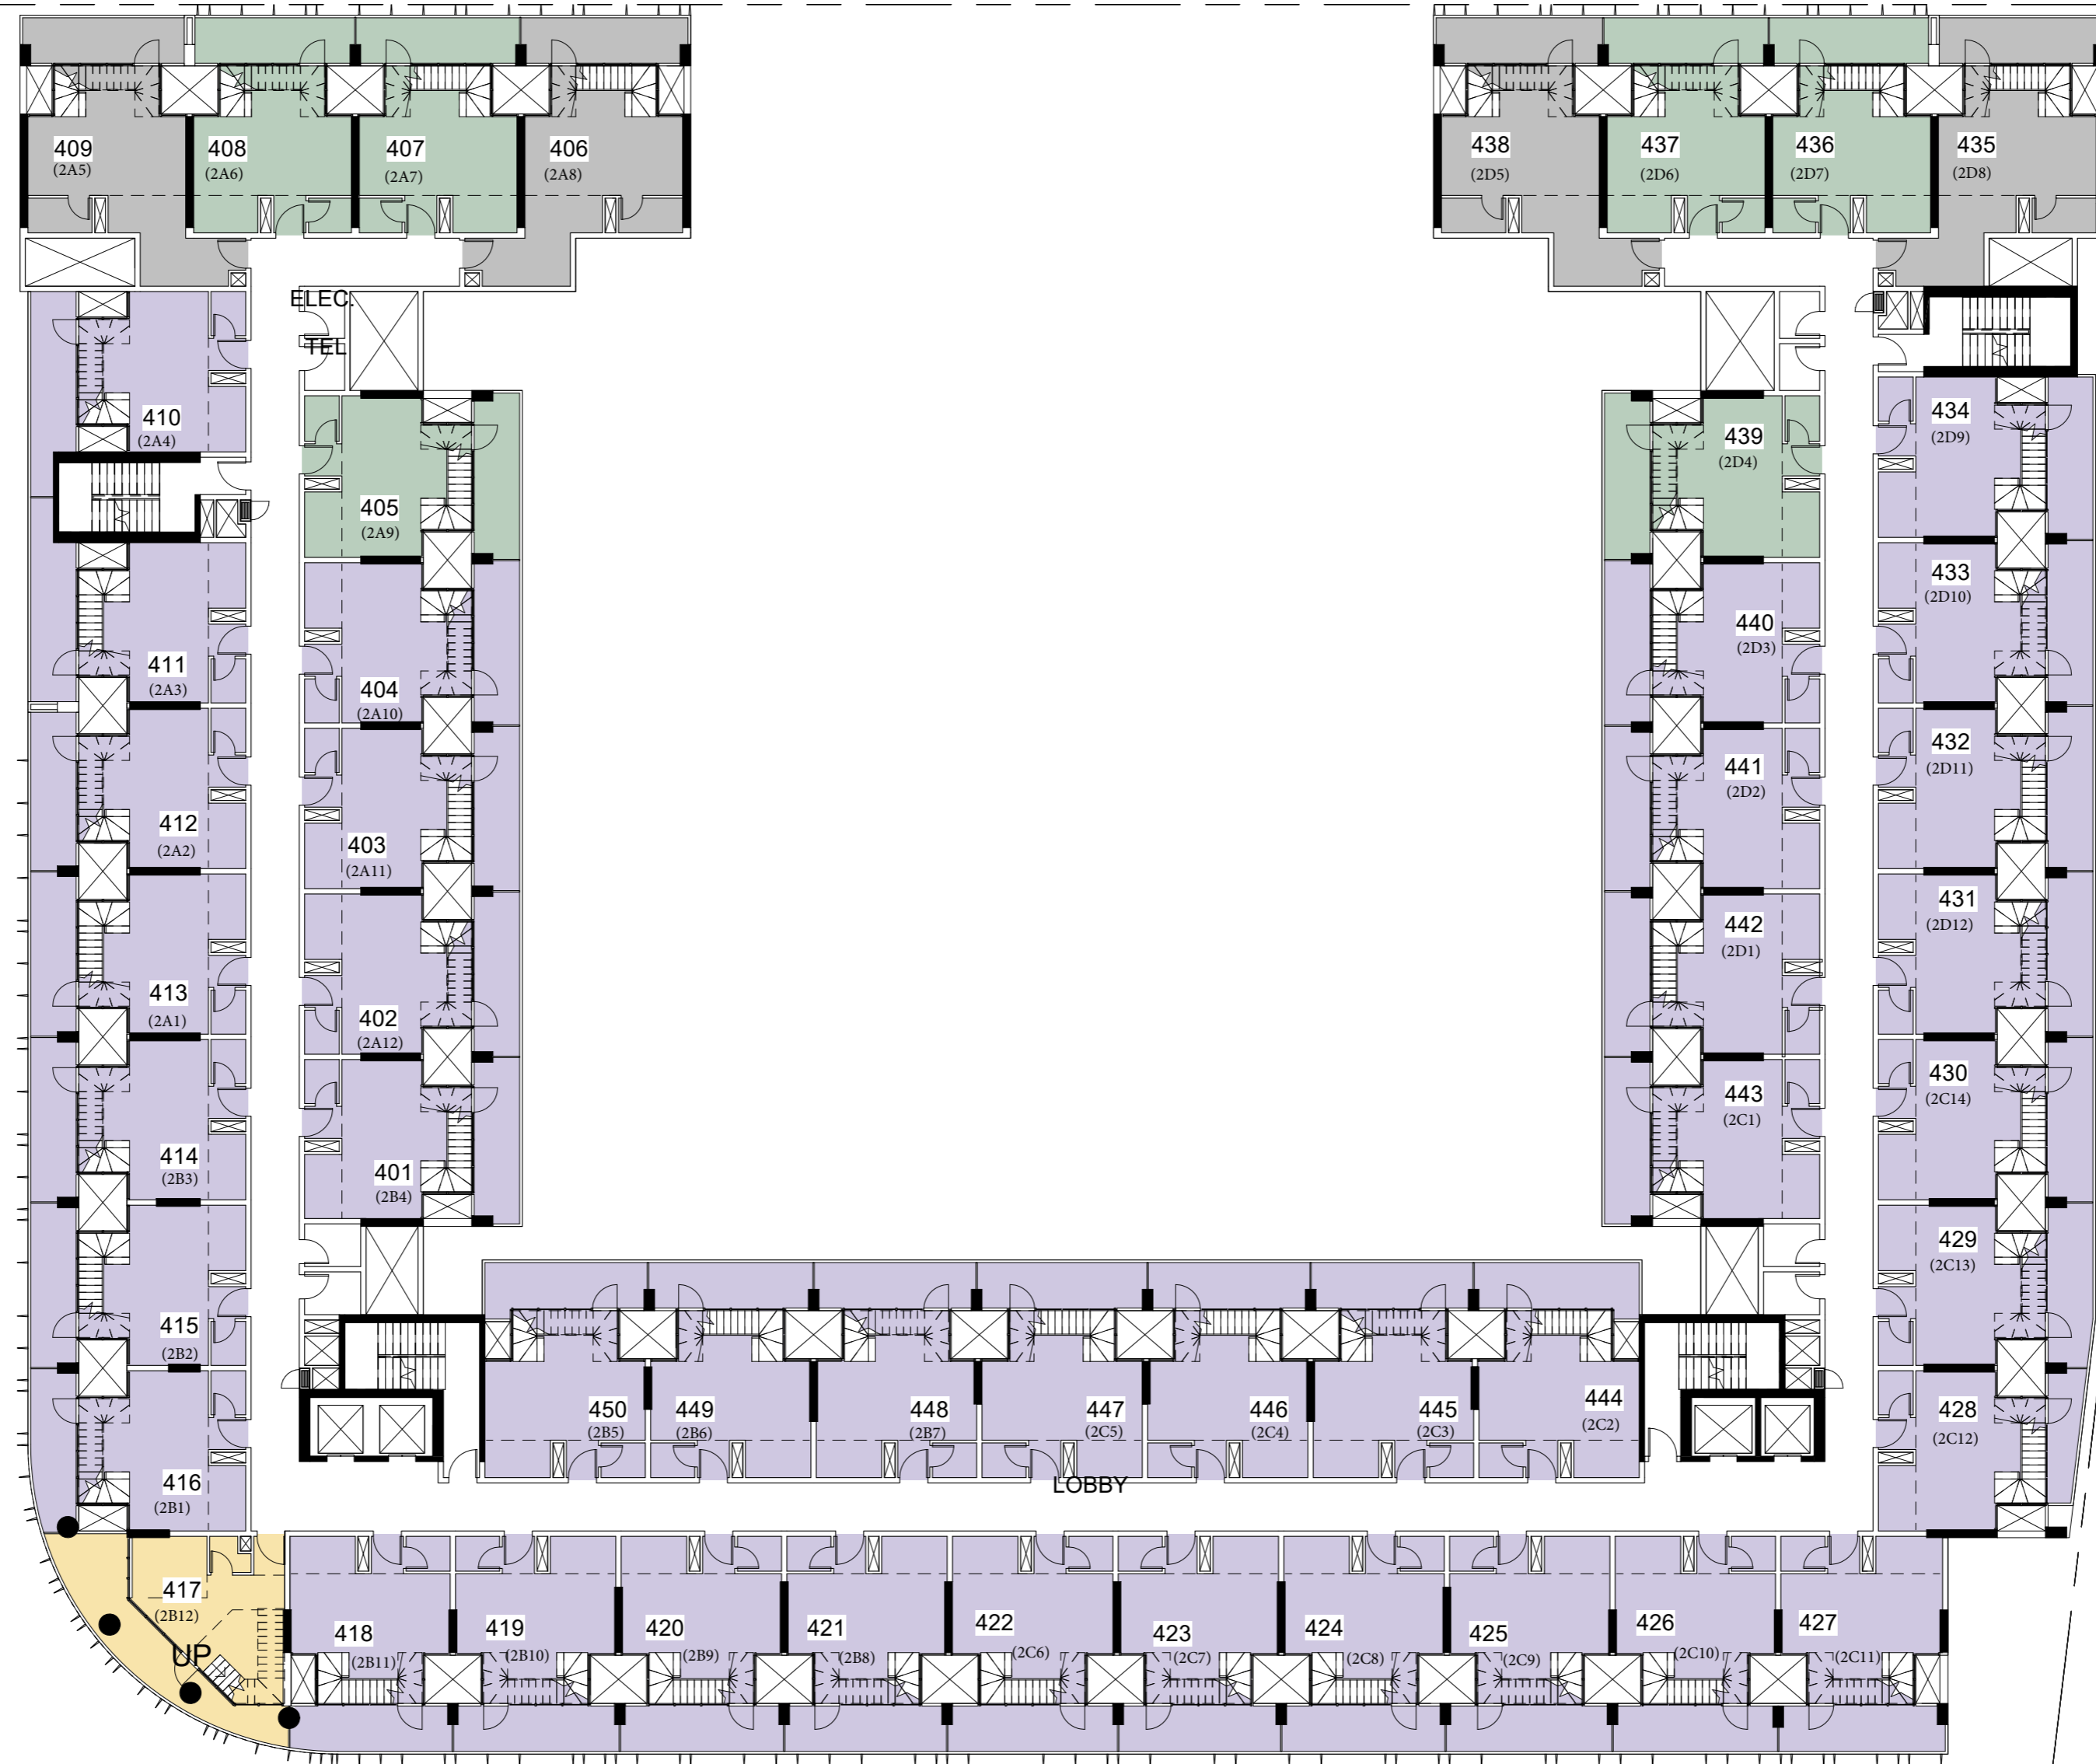 409
(2A5)
408
(2A6)
407
(2A7)
406
(2A8)
438
(2D5)
437
(2D6)
436
(2D7)
435
(2D8)
ELEC.
TEL
410
(2A4)
405
(2A9)
439
(2D4)
434
(2D9)
411
(2A3)
404
(2A10)
440
(2D3)
433
(2D10)
412
(2A2)
403
(2A11)
441
(2D2)
432
(2D11)
413
(2A1)
402
(2A12)
442
(2D1)
431
(2D12)
414
(2B3)
401
(2B4)
443
(2C1)
430
(2C14)
415
(2B2)
429
(2C13)
450
(2B5)
449
(2B6)
448
(2B7)
447
(2C5)
446
(2C4)
445
(2C3)
444
(2C2)
428
(2C12)
416
(2B1)
LOBBY
417
(2B12)
UP
418
(2B11)
419
(2B10)
420
(2B9)
421
(2B8)
422
(2C6)
423
(2C7)
424
(2C8)
425
(2C9)
426
(2C10)
427
(2C11)